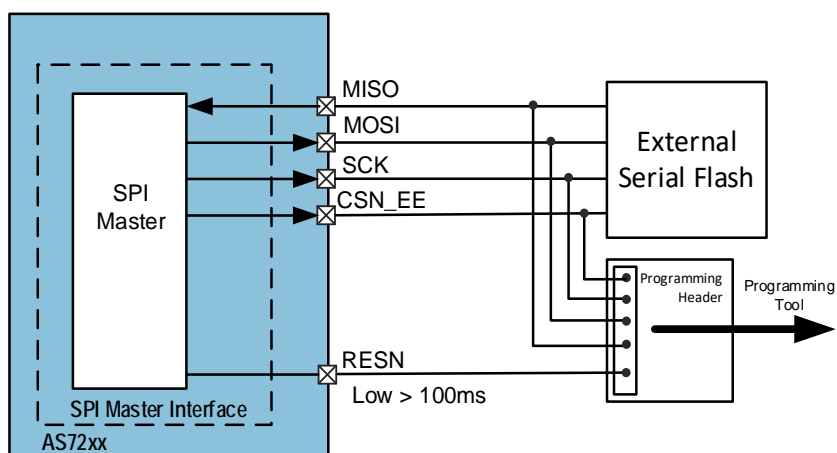 MISO
MOSI
SCK
CSN_EE
SPI
Master
External
Serial Flash
Programming
Header
Programming
Tool
RESN
Low > 100ms
SPI Master Interface
AS72xx